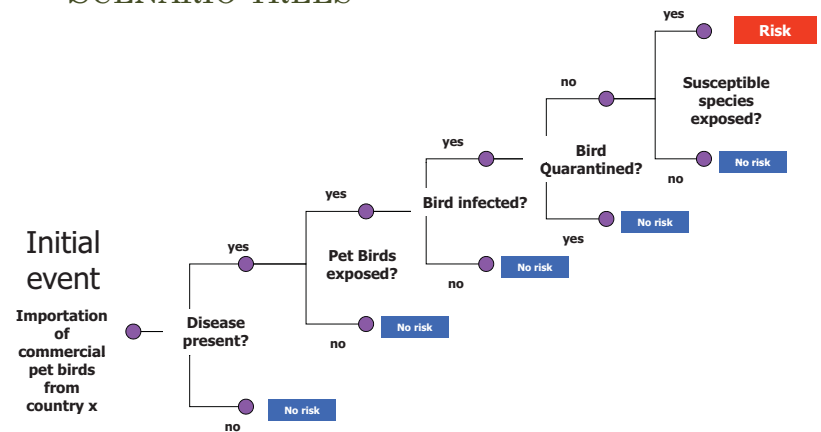 SCENARIO TREES
yes
Risk
no
Susceptible
species
exposed?
yes
Bird
Quarantined?
No risk
no
yes
Bird infected?
No risk
yes
Initial
event
yes
Pet Birds
exposed?
No risk
no
Importation
of
commercial
pet birds
from
country x
Disease
present?
No risk
no
No risk
no